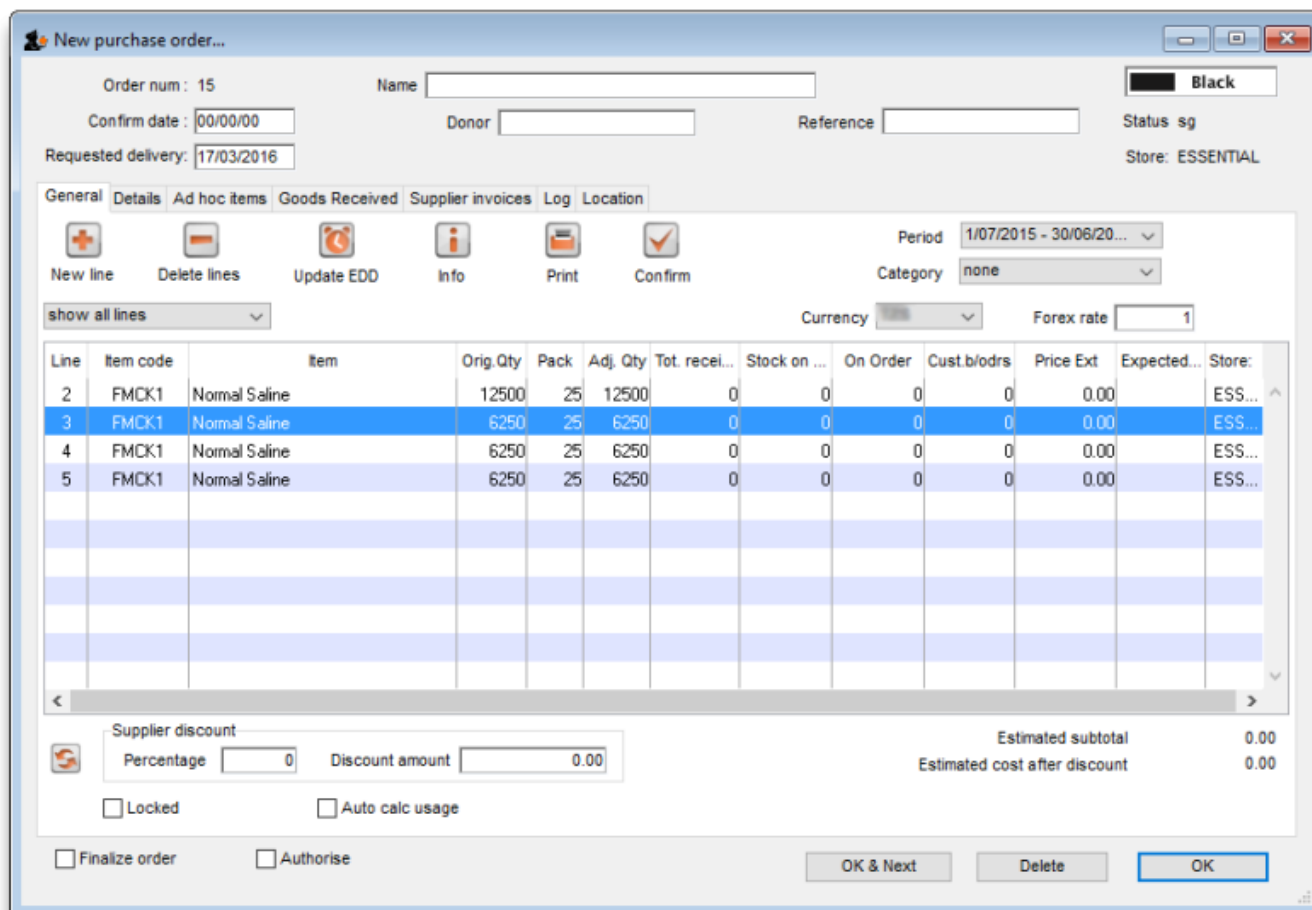 New purchase order...
Order num : 15 Name Black
Confirm date : 00/00/00 Donor Reference Status sg
Requested delivery: 17/03/2016 Store: ESSENTIAL
General Details Ad hoc items Goods Received Supplier invoices Log Location
New line Delete lines Update EDD Info Print Confirm
Period 1/07/2015 - 30/06/20...
Category none
show all lines Currency Forex rate 1
Line Item code Item Orig.Qty Pack Adj. Qty Tot. recei... Stock on ... On Order Cust.b/odrs Price Ext Expected... Store:
2 FMCK1 Normal Saline 12500 25 12500 0 0 0 0 0.00 ESS...
3 FMCK1 Normal Saline 6250 25 6250 0 0 0 0 0.00 ESS...
4 FMCK1 Normal Saline 6250 25 6250 0 0 0 0 0.00 ESS...
5 FMCK1 Normal Saline 6250 25 6250 0 0 0 0 0.00 ESS...
Supplier discount
Percentage 0 Discount amount 0.00
Estimated subtotal 0.00
Estimated cost after discount 0.00
Locked Auto calc usage
Finalize order Authorise OK & Next Delete OK